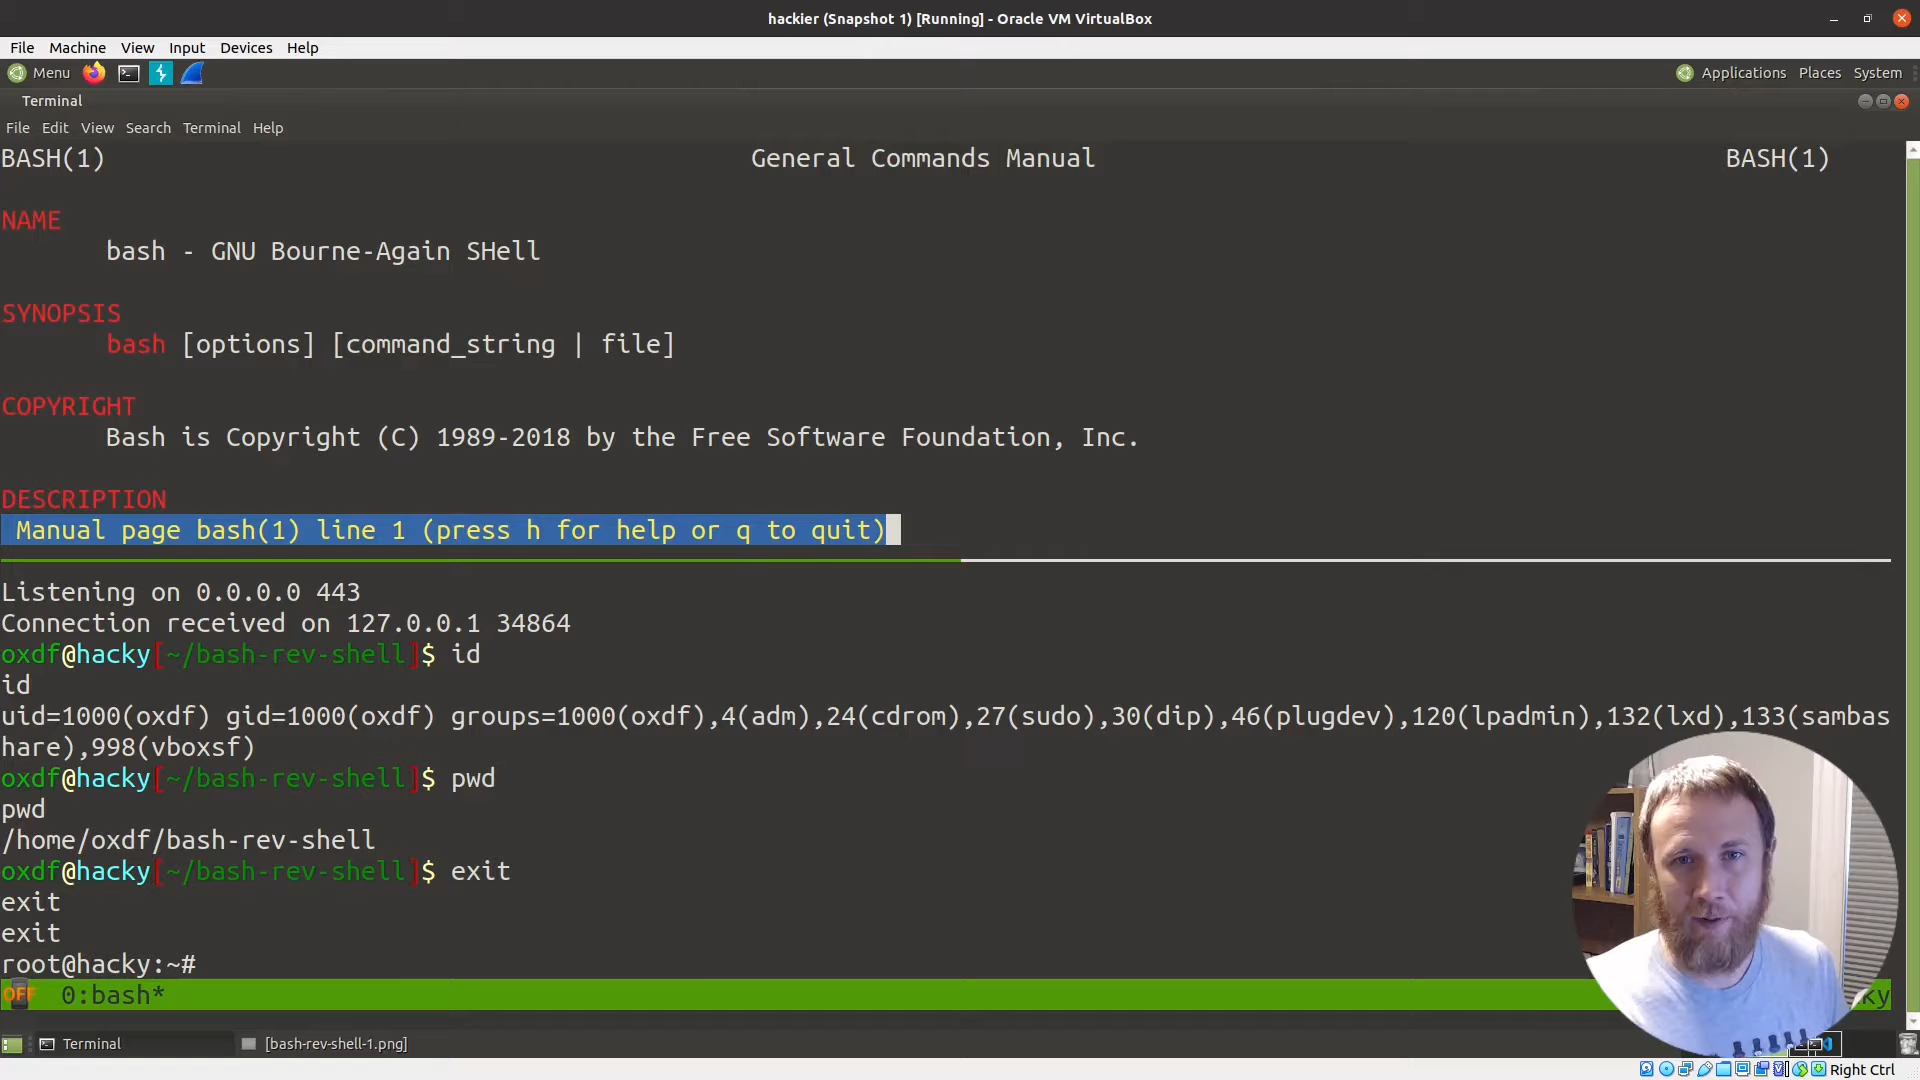 hackier (Snapshot 1) [Running] - Oracle VM VirtualBox
File Machine View Input Devices Help
Menu Applications Places System
Terminal
File Edit View Search Terminal Help
BASH(1) General Commands Manual BASH(1)
NAME
bash - GNU Bourne-Again SHell
SYNOPSIS
bash [options] [command_string | file]
COPYRIGHT
Bash is Copyright (C) 1989-2018 by the Free Software Foundation, Inc.
DESCRIPTION
Manual page bash(1) line 1 (press h for help or q to quit)
Listening on 0.0.0.0 443
Connection received on 127.0.0.1 34864
oxdf@hacky[~/bash-rev-shell]$ id
id
uid=1000(oxdf) gid=1000(oxdf) groups=1000(oxdf),4(adm),24(cdrom),27(sudo),30(dip),46(plugdev),120(lpadmin),132(lxd),133(sambas
hare),998(vboxsf)
oxdf@hacky[~/bash-rev-shell]$ pwd
pwd
/home/oxdf/bash-rev-shell
oxdf@hacky[~/bash-rev-shell]$ exit
exit
exit
root@hacky:~#
OFF 0:bash* ky
Terminal [bash-rev-shell-1.png]
Right Ctrl